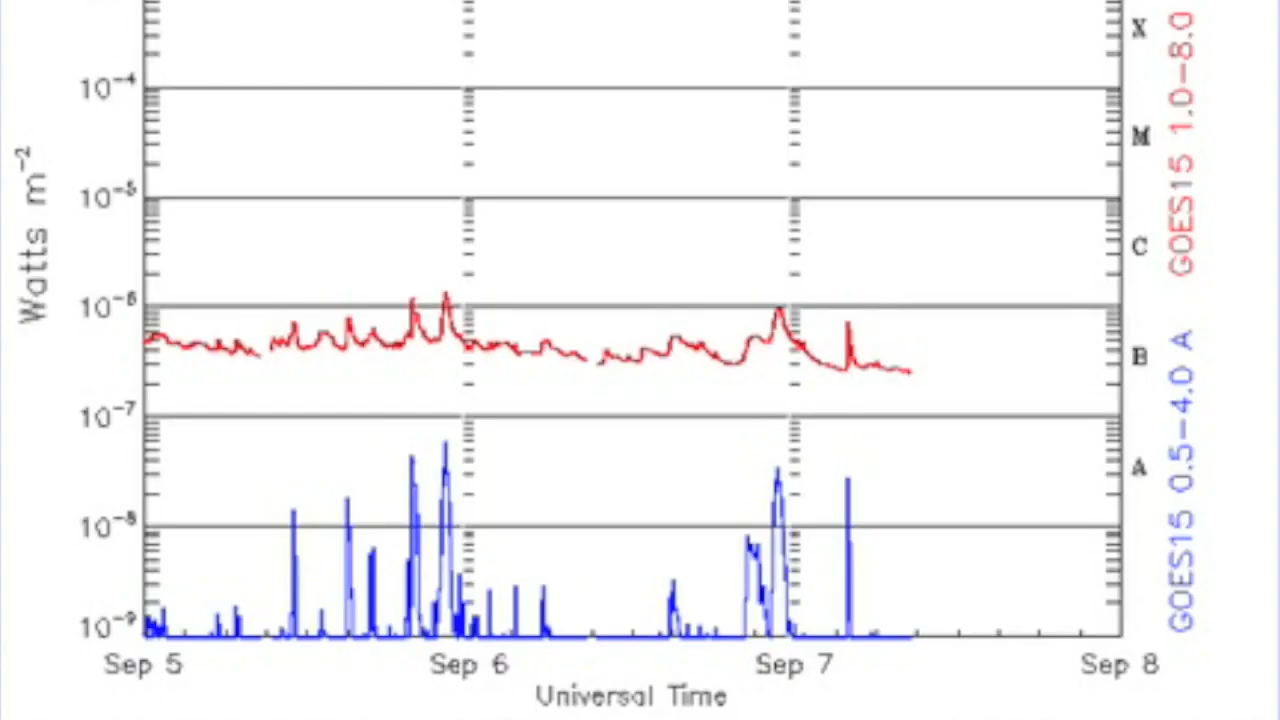 X
10⁻⁴
M
10⁻⁵
C
10⁻⁶
B
10⁻⁷
A
10⁻⁸
10⁻⁹
Watts m⁻²
Sep 5 Sep 6 Sep 7 Sep 8
Universal Time
GOES15 1.0-8.0
GOES15 0.5-4.0 A